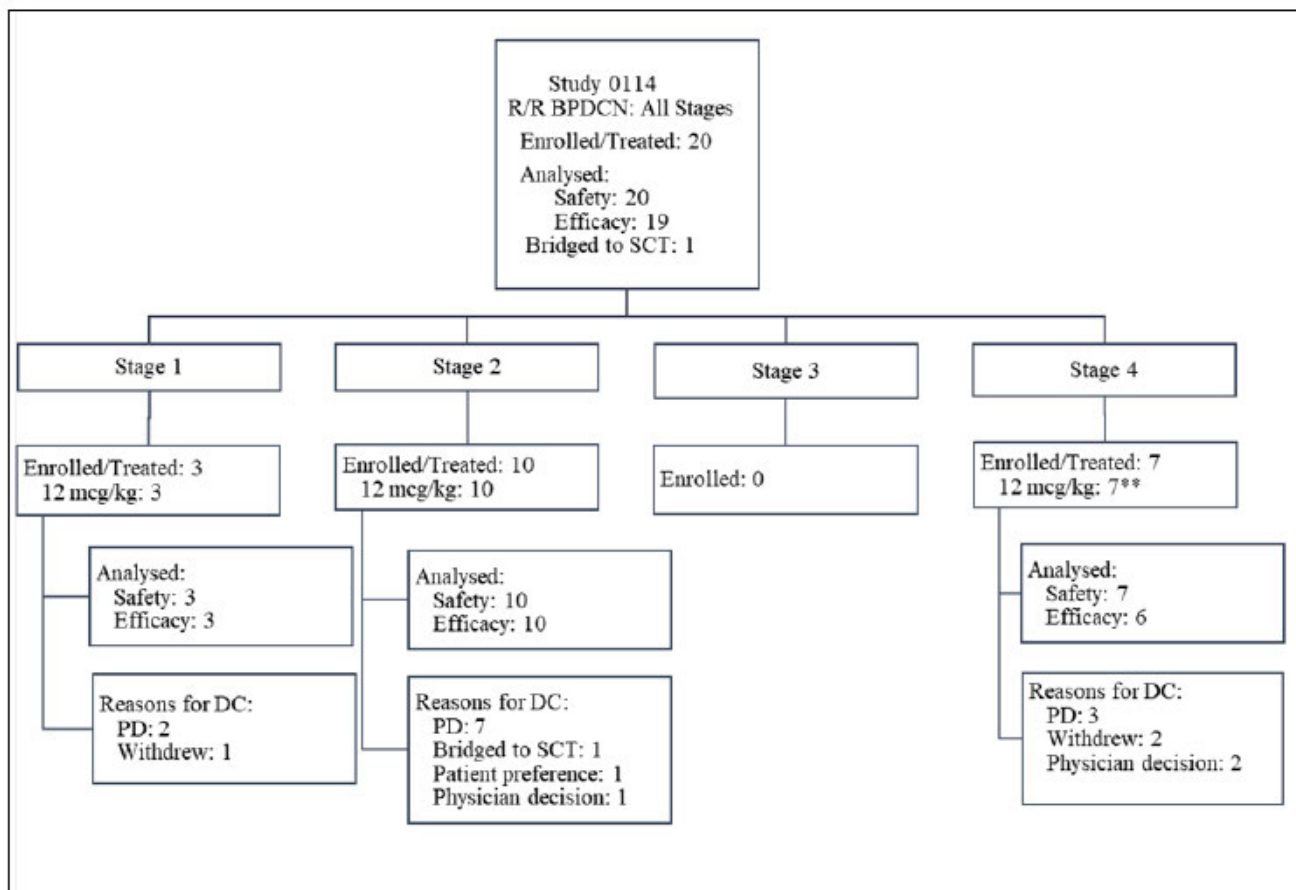 Study 0114
R/R BPDCN: All Stages
Enrolled/Treated: 20
Analysed:
Safety: 20
Efficacy: 19
Bridged to SCT: 1
Stage 1
Stage 2
Stage 3
Stage 4
Enrolled/Treated: 3
12 mcg/kg: 3
Enrolled/Treated: 10
12 mcg/kg: 10
Enrolled: 0
Enrolled/Treated: 7
12 mcg/kg: 7**
Analysed:
Safety: 3
Efficacy: 3
Analysed:
Safety: 10
Efficacy: 10
Analysed:
Safety: 7
Efficacy: 6
Reasons for DC:
PD: 2
Withdrew: 1
Reasons for DC:
PD: 7
Bridged to SCT: 1
Patient preference: 1
Physician decision: 1
Reasons for DC:
PD: 3
Withdrew: 2
Physician decision: 2